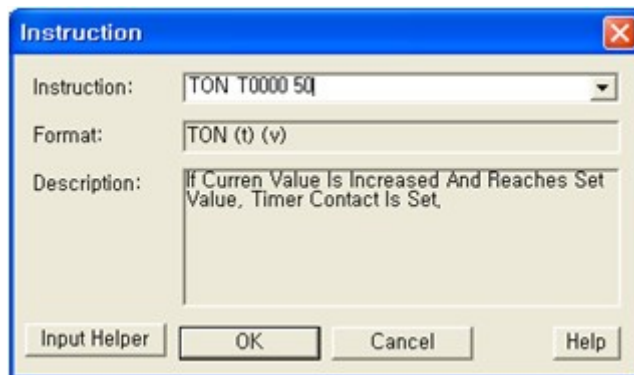 Instruction
Instruction: TON T0000 50
Format: TON (t) (v)
Description: If Curren Value Is Increased And Reaches Set
Value, Timer Contact Is Set,
Input Helper OK Cancel Help